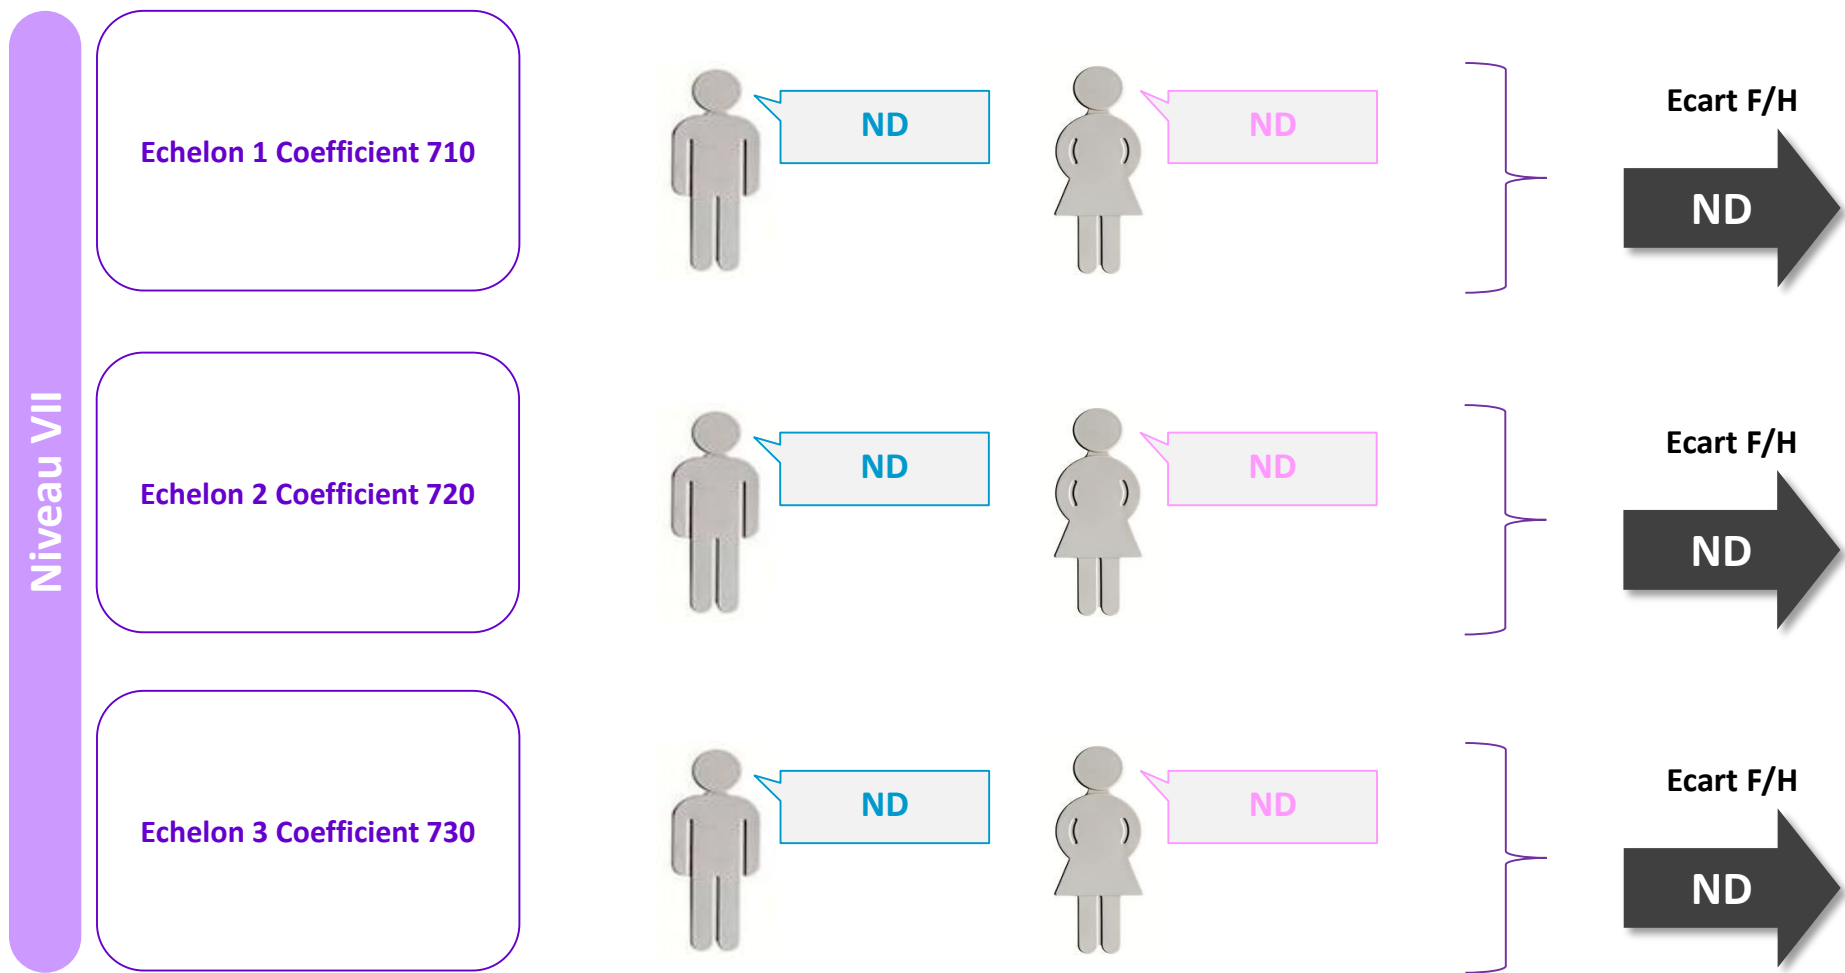 Niveau VII
Echelon 1 Coefficient 710
ND
ND
Ecart F/H
ND
Echelon 2 Coefficient 720
ND
ND
Ecart F/H
ND
Echelon 3 Coefficient 730
ND
ND
Ecart F/H
ND